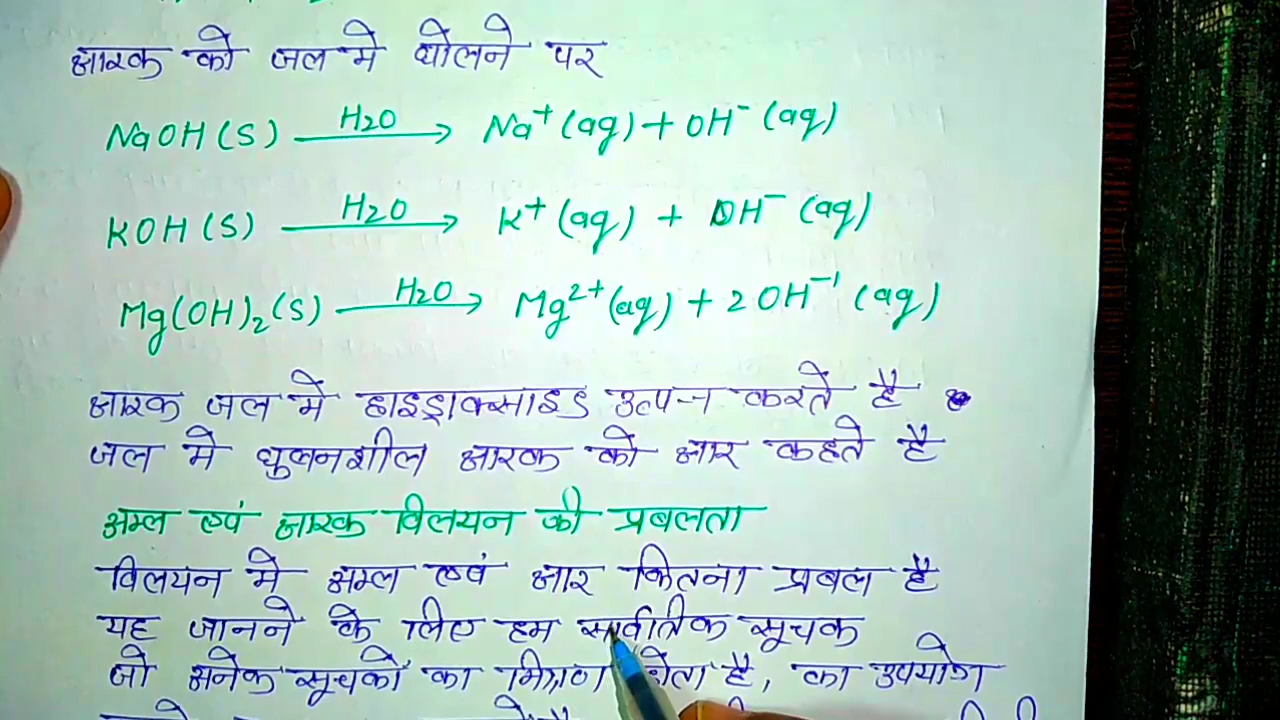 क्षारक को जल मे घोलने पर
NaOH(S) —H2O→ Na⁺(aq) + OH⁻(aq)
KOH(S) —H2O→ K⁺(aq) + OH⁻(aq)
Mg(OH)₂(S) —H2O→ Mg²⁺(aq) + 2OH⁻¹(aq)
क्षारक जल मे हाइड्राक्साइड उत्पन्न करते है
जल मे घुलनशील क्षारक को क्षार कहते है
अम्ल एवं क्षारक विलयन की प्रबलता
विलयन मे अम्ल एवं क्षार कितना प्रबल है
यह जानने के लिए हम सार्वत्रिक सूचक
जो अनेक सूचकों का मिश्रण होता है, का उपयोग